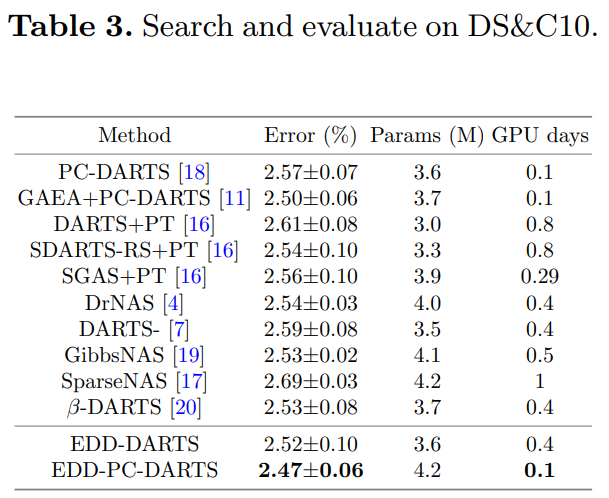 Table 3. Search and evaluate on DS&C10.
Method Error (%) Params (M) GPU days
PC-DARTS [18] 2.57±0.07 3.6 0.1
GAEA+PC-DARTS [11] 2.50±0.06 3.7 0.1
DARTS+PT [16] 2.61±0.08 3.0 0.8
SDARTS-RS+PT [16] 2.54±0.10 3.3 0.8
SGAS+PT [16] 2.56±0.10 3.9 0.29
DrNAS [4] 2.54±0.03 4.0 0.4
DARTS- [7] 2.59±0.08 3.5 0.4
GibbsNAS [19] 2.53±0.02 4.1 0.5
SparseNAS [17] 2.69±0.03 4.2 1
β-DARTS [20] 2.53±0.08 3.7 0.4
EDD-DARTS 2.52±0.10 3.6 0.4
EDD-PC-DARTS 2.47±0.06 4.2 0.1